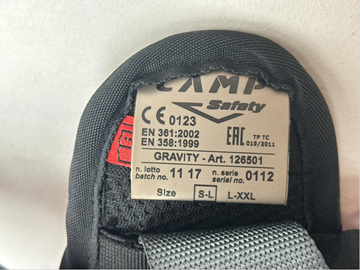 CAMP
Safety
CE 0123
EN 361:2002
EN 358:1999
EAC TP TC
019/2011
GRAVITY - Art. 126501
n. lotto
batch no. 11 17 n. serie
serial no. 0112
Size S-L L-XXL